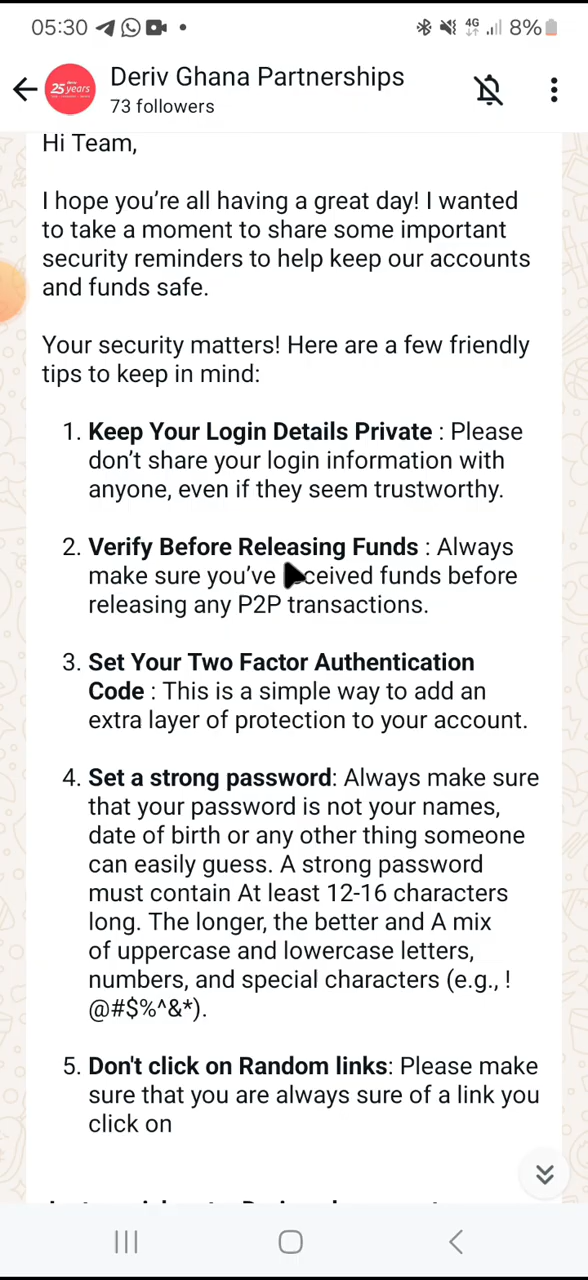 05:30
4G 8%
25 years
Deriv Ghana Partnerships
73 followers
Hi Team,
I hope you're all having a great day! I wanted
to take a moment to share some important
security reminders to help keep our accounts
and funds safe.
Your security matters! Here are a few friendly
tips to keep in mind:
1. Keep Your Login Details Private : Please
don't share your login information with
anyone, even if they seem trustworthy.
2. Verify Before Releasing Funds : Always
make sure you've received funds before
releasing any P2P transactions.
3. Set Your Two Factor Authentication
Code : This is a simple way to add an
extra layer of protection to your account.
4. Set a strong password: Always make sure
that your password is not your names,
date of birth or any other thing someone
can easily guess. A strong password
must contain At least 12-16 characters
long. The longer, the better and A mix
of uppercase and lowercase letters,
numbers, and special characters (e.g., !
@#$%^&*).
5. Don't click on Random links: Please make
sure that you are always sure of a link you
click on